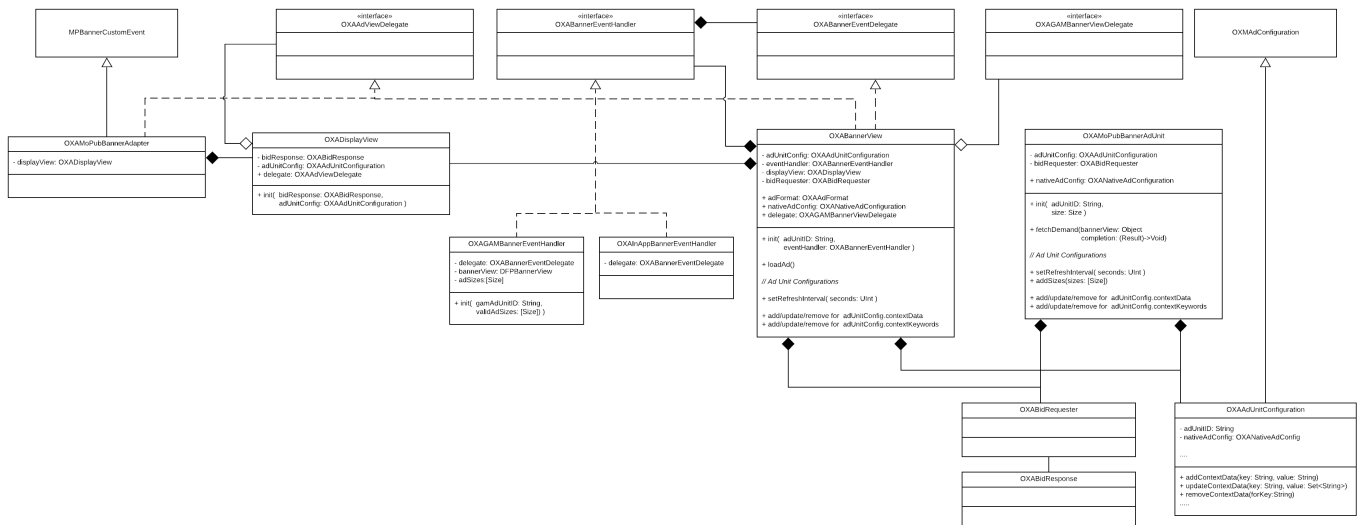 MPBannerCustomEvent
«interface»
OXAAdViewDelegate
«interface»
OXABannerEventHandler
«interface»
OXABannerEventDelegate
«interface»
OXAGAMBannerViewDelegate
OXMAdConfiguration
OXAMoPubBannerAdapter
- displayView: OXADisplayView
OXADisplayView
- bidResponse: OXABidResponse
- adUnitConfiguration: OXAAdUnitConfiguration
+ delegate: OXAAdViewDelegate
+ init( bidResponse: OXABidResponse,
adUnitConfig: OXAAdUnitConfiguration )
OXAGAMBannerEventHandler
- delegate: OXABannerEventDelegate
- bannerView: DFPBannerView
- adSizes:[Size]
+ init( gamAdUnitID: String,
validAdSizes: [Size]) )
OXAInAppBannerEventHandler
- delegate: OXABannerEventDelegate
OXABannerView
- adUnitConfig: OXAAdUnitConfiguration
- eventHandler: OXABannerEventHandler
- displayView: OXADisplayView
- bidRequester: OXABidRequester
+ adFormat: OXAAdFormat
+ nativeAdConfig: OXANativeAdConfiguration
+ delegate: OXAGAMBannerViewDelegate
+ init( adUnitID: String,
eventHandler: OXABannerEventHandler )
+ loadAd()
// Ad Unit Configurations
+ setRefreshInterval( seconds: UInt )
+ add/update/remove for adUnitConfig.contextData
+ add/update/remove for adUnitConfig.contextKeywords
OXAMoPubBannerAdUnit
- adUnitConfig: OXAAdUnitConfiguration
- bidRequester: OXABidRequester
+ nativeAdConfig: OXANativeAdConfiguration
+ init( adUnitID: String,
size: Size )
+ fetchDemand(bannerView: Object
completion: (Result)->Void)
// Ad Unit Configurations
+ setRefreshInterval( seconds: UInt )
+ addSizes(sizes: [Size])
+ add/update/remove for adUnitConfig.contextData
+ add/update/remove for adUnitConfig.contextKeywords
OXABidRequester
OXABidResponse
OXAAdUnitConfiguration
- adUnitID: String
- nativeAdConfig: OXANativeAdConfig
....
+ addContextData(key: String, value: String)
+ updateContextData(key: String, value: Set<String>)
+ removeContextData(forKey:String)
.....